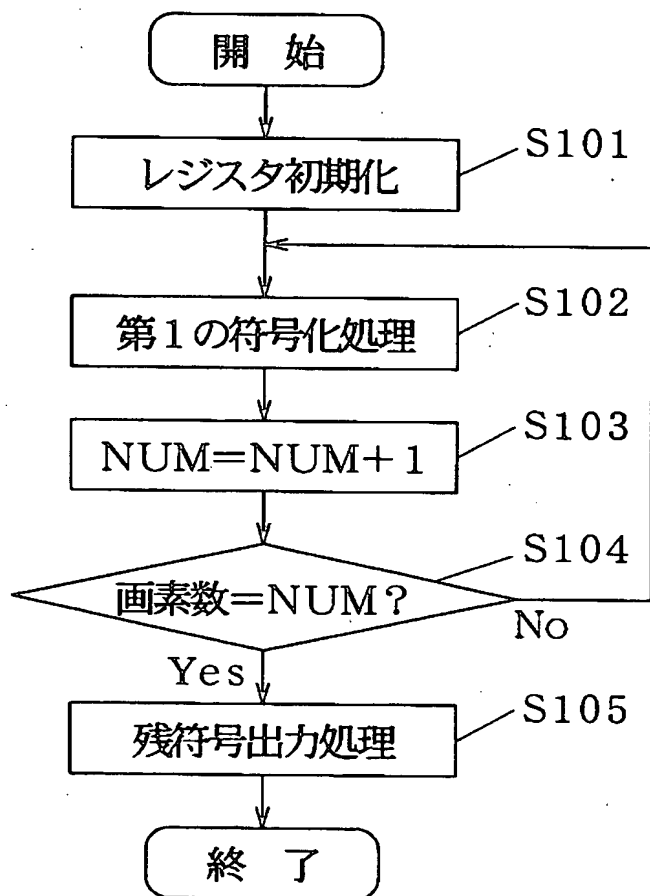 開 始
レジスタ初期化
S101
第1の符号化処理
S102
NUM=NUM+1
S103
画素数=NUM?
S104
No
Yes
残符号出力処理
S105
終 了